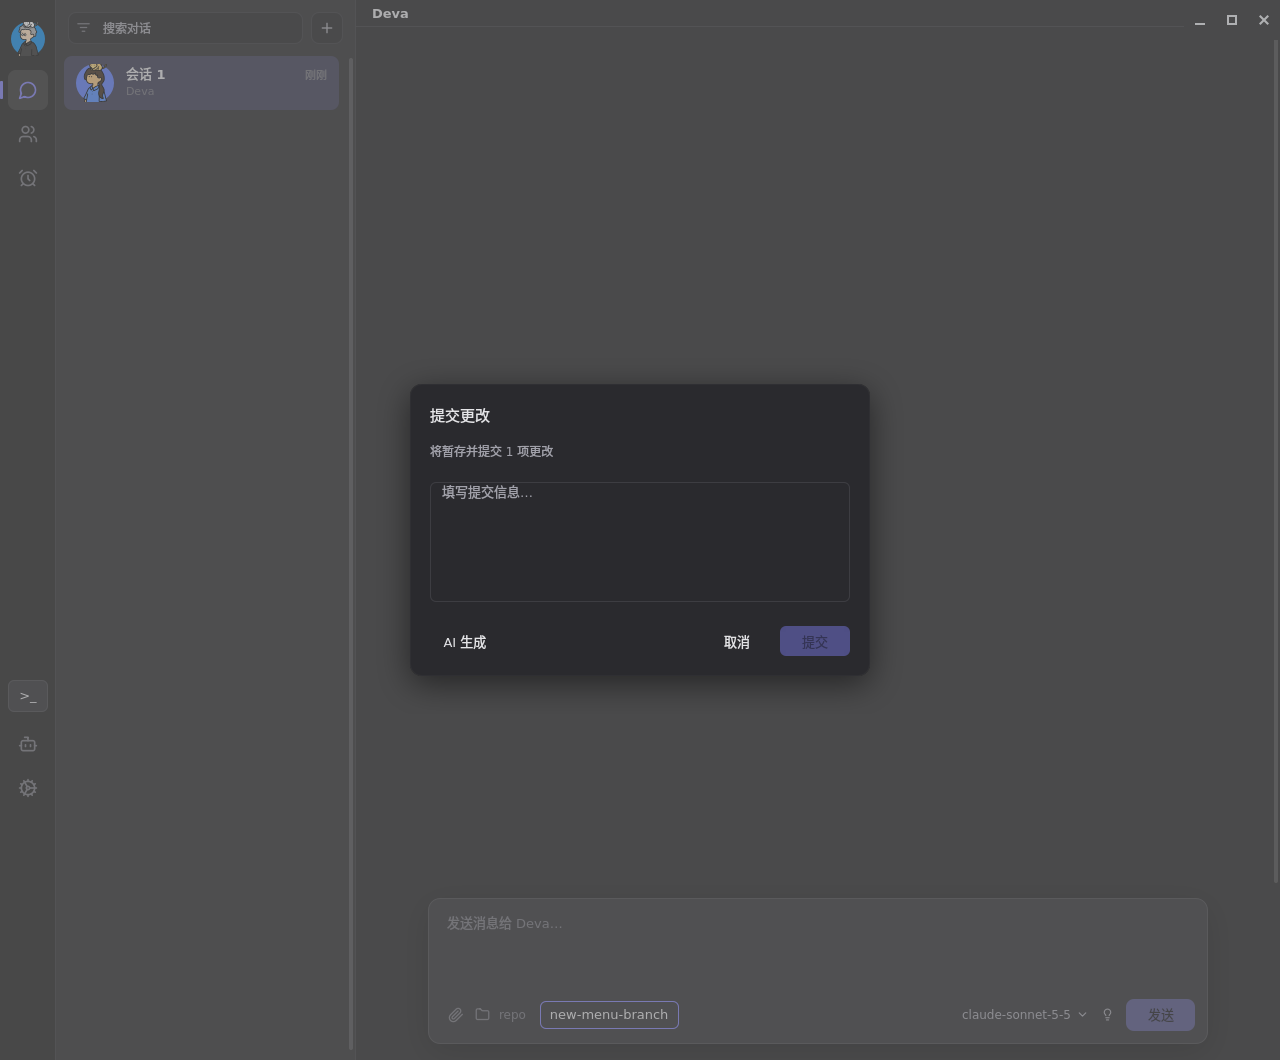 搜索对话
会话 1
刚刚
Deva
Deva
提交更改
将暂存并提交 1 项更改
填写提交信息...
AI 生成
取消
提交
>_
发送消息给 Deva...
repo
new-menu-branch
claude-sonnet-5-5
发送